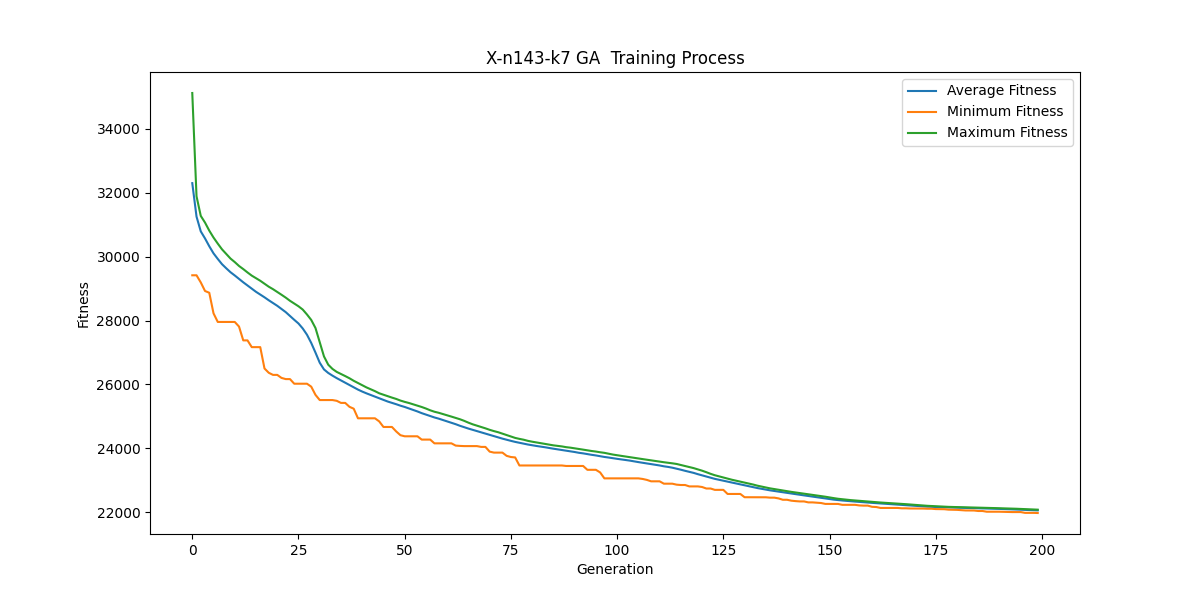 X-n143-k7 GA  Training Process
Average Fitness
Minimum Fitness
Maximum Fitness
Fitness
34000
32000
30000
28000
26000
24000
22000
0 25 50 75 100 125 150 175 200
Generation